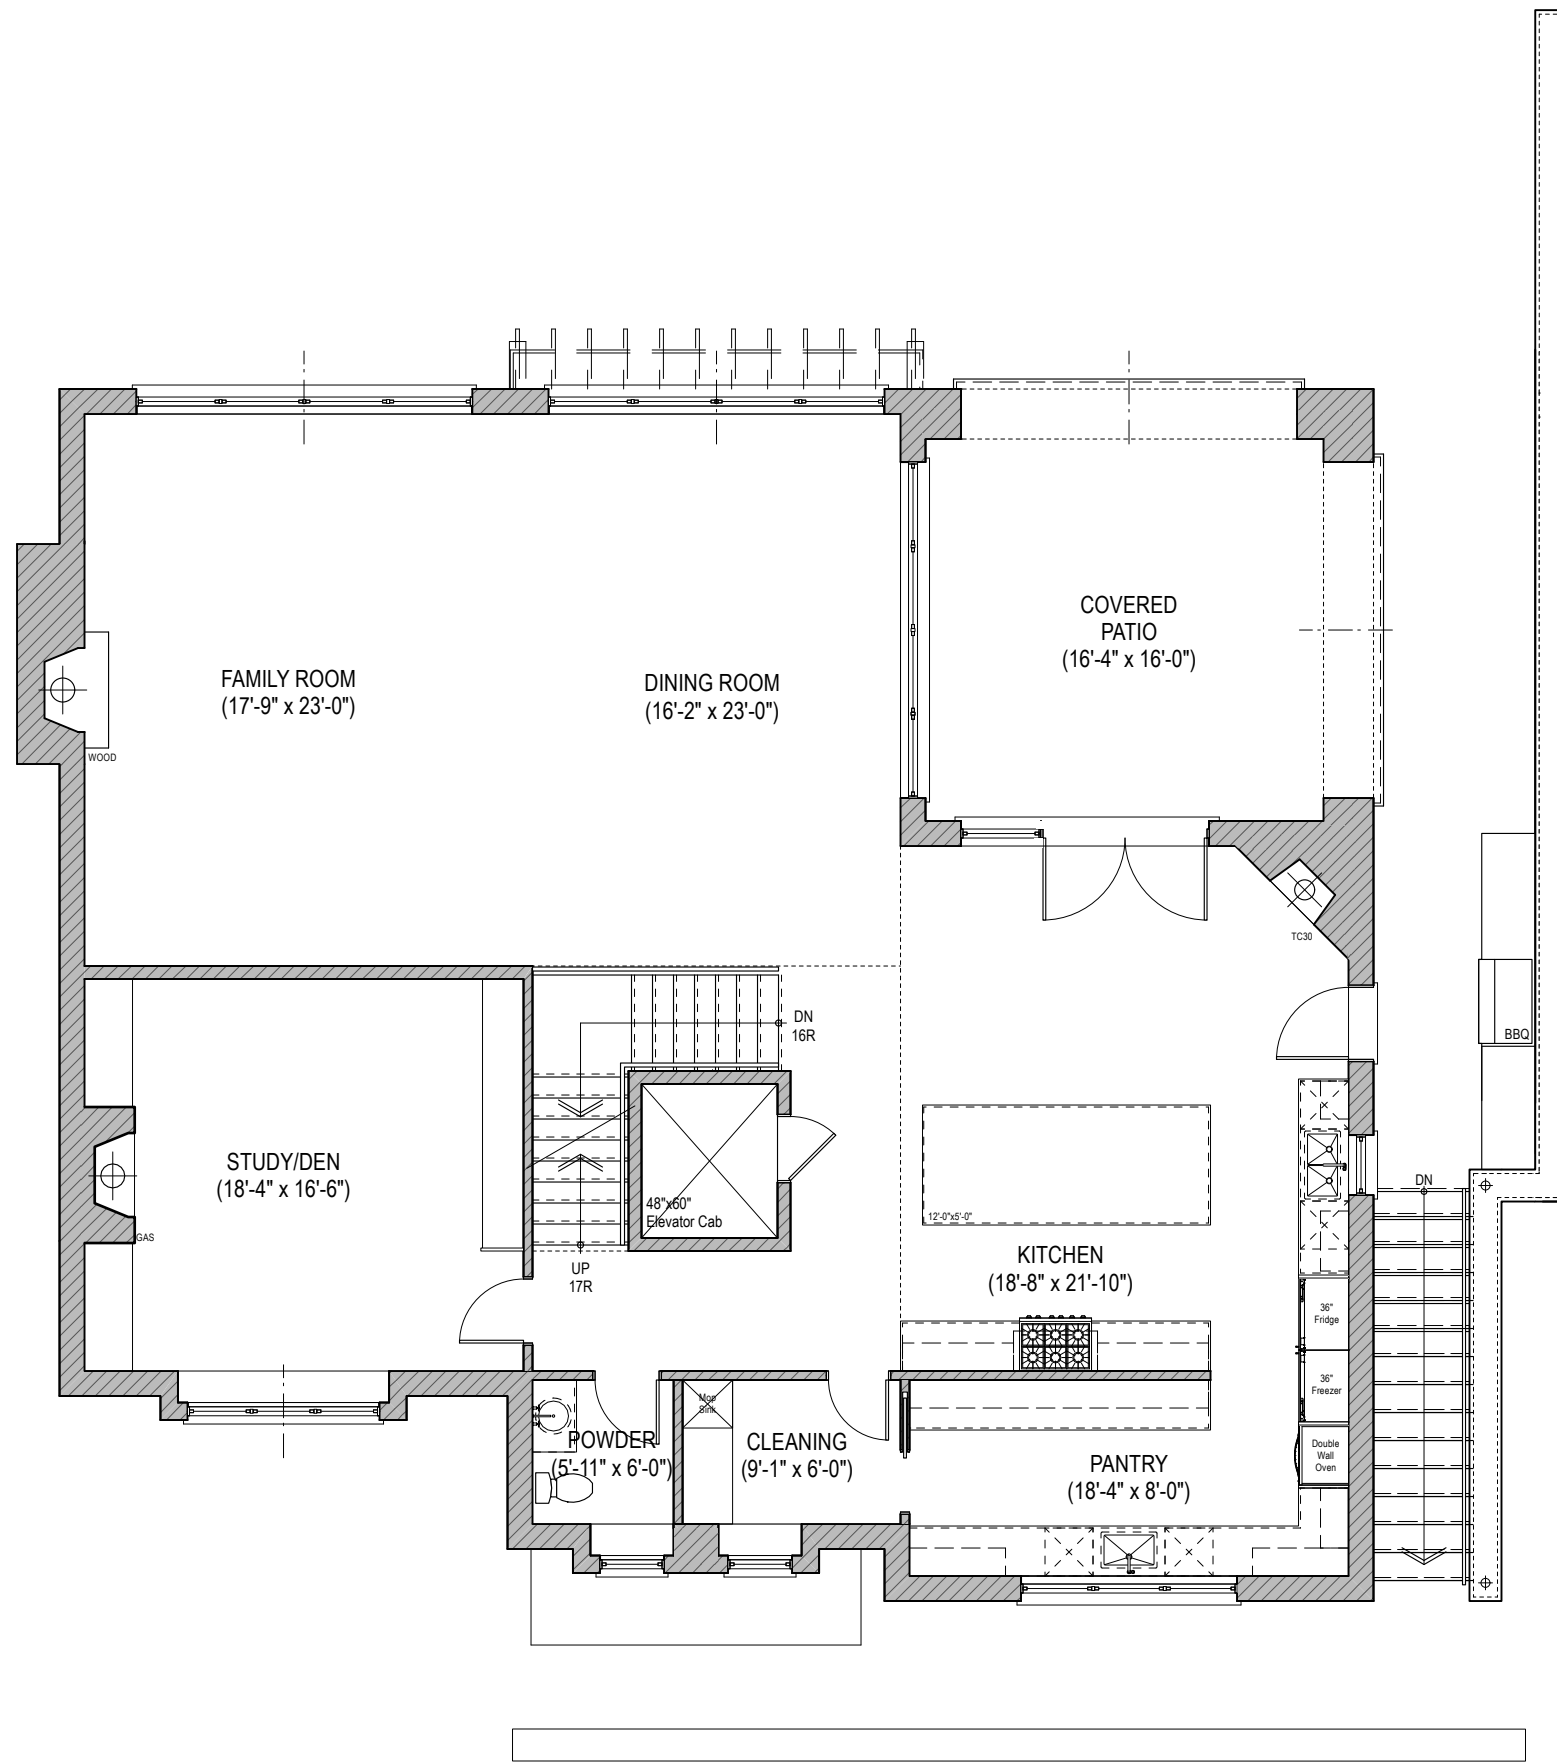 COVERED
PATIO
(16'-4" x 16'-0")
FAMILY ROOM
(17'-9" x 23'-0")
DINING ROOM
(16'-2" x 23'-0")
WOOD
TC30
DN
16R
BBQ
STUDY/DEN
(18'-4" x 16'-6")
GAS
48"x60"
Elevator Cab
12'-0"x5'-0"
DN
UP
17R
KITCHEN
(18'-8" x 21'-10")
36"
Fridge
36"
Freezer
Mop
Sink
POWDER
(5'-11" x 6'-0")
CLEANING
(9'-1" x 6'-0")
PANTRY
(18'-4" x 8'-0")
Double
Wall
Oven